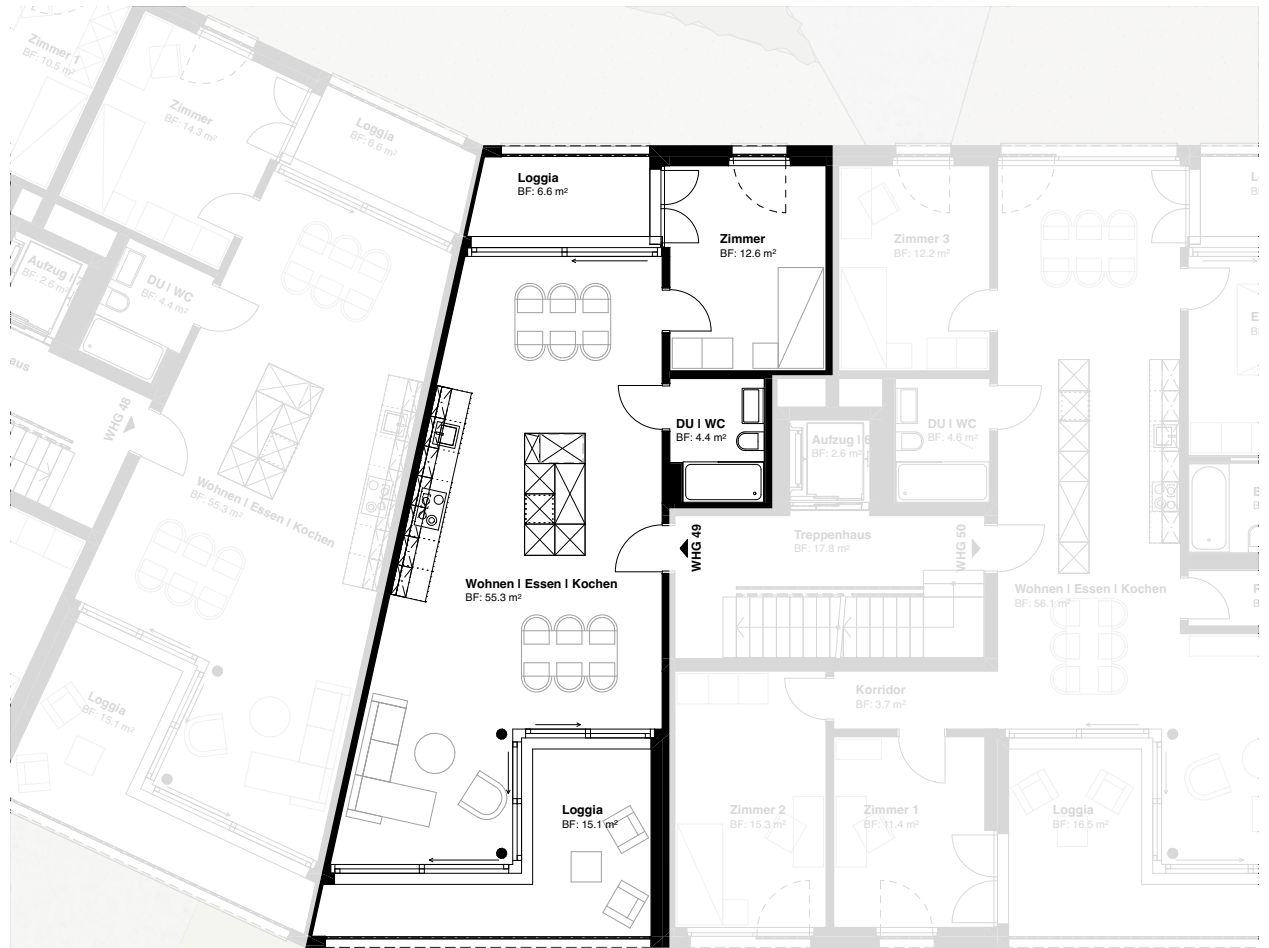 Zimmer 1
BF: 10.5 m²
Zimmer
BF: 14.3 m²
Loggia
BF: 6.6 m²
DU I WC
BF: 4.4 m²
WHG 48
Wohnen I Essen I Kochen
BF: 55.3 m²
Loggia
BF: 15.1 m²
Loggia
BF: 6.6 m²
Zimmer
BF: 12.6 m²
DU I WC
BF: 4.4 m²
WHG 49
Wohnen I Essen I Kochen
BF: 55.3 m²
Loggia
BF: 15.1 m²
Zimmer 3
BF: 12.2 m²
Aufzug I 6
BF: 2.6 m²
DU I WC
BF: 4.6 m²
Treppenhaus
BF: 17.8 m²
WHG 50
Wohnen I Essen I Kochen
BF: 56.1 m²
Korridor
BF: 3.7 m²
Zimmer 2
BF: 15.3 m²
Zimmer 1
BF: 11.4 m²
Loggia
BF: 16.5 m²